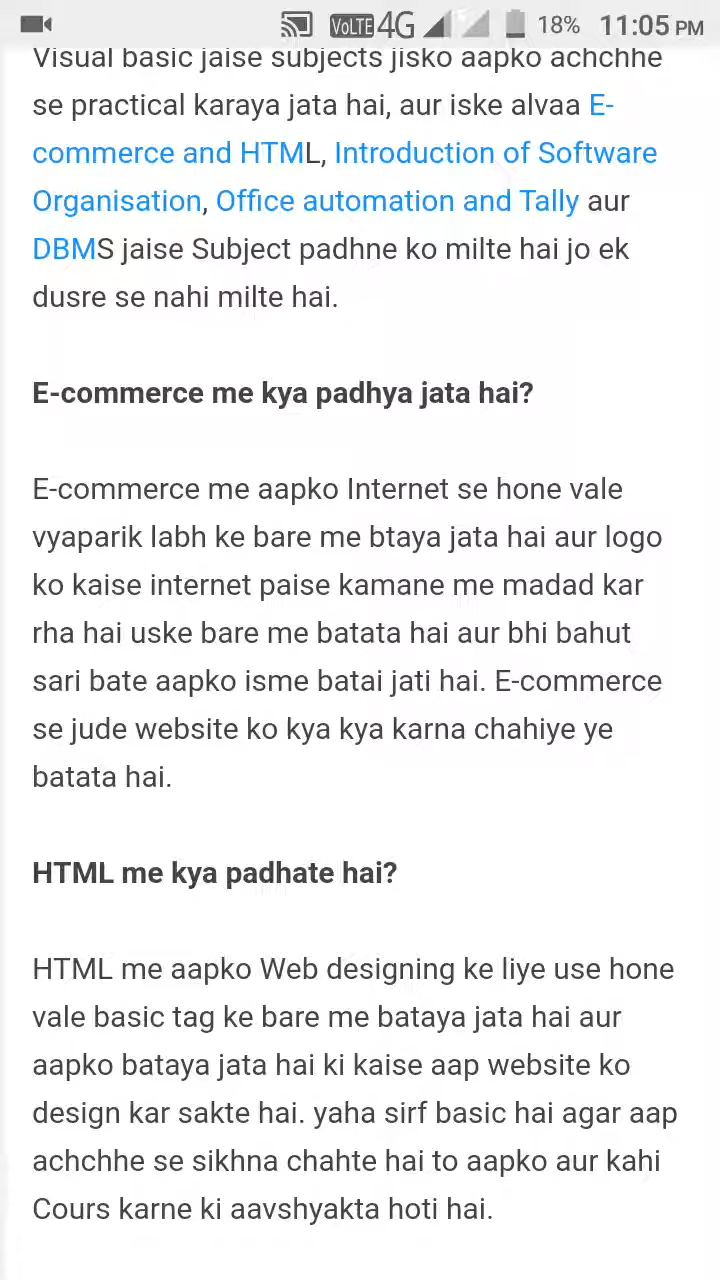 VoLTE 4G 18% 11:05 PM
Visual basic jaise subjects jisko aapko achchhe
se practical karaya jata hai, aur iske alvaa E-
commerce and HTML, Introduction of Software
Organisation, Office automation and Tally aur
DBMS jaise Subject padhne ko milte hai jo ek
dusre se nahi milte hai.
E-commerce me kya padhya jata hai?
E-commerce me aapko Internet se hone vale
vyaparik labh ke bare me btaya jata hai aur logo
ko kaise internet paise kamane me madad kar
rha hai uske bare me batata hai aur bhi bahut
sari bate aapko isme batai jati hai. E-commerce
se jude website ko kya kya karna chahiye ye
batata hai.
HTML me kya padhate hai?
HTML me aapko Web designing ke liye use hone
vale basic tag ke bare me bataya jata hai aur
aapko bataya jata hai ki kaise aap website ko
design kar sakte hai. yaha sirf basic hai agar aap
achchhe se sikhna chahte hai to aapko aur kahi
Cours karne ki aavshyakta hoti hai.